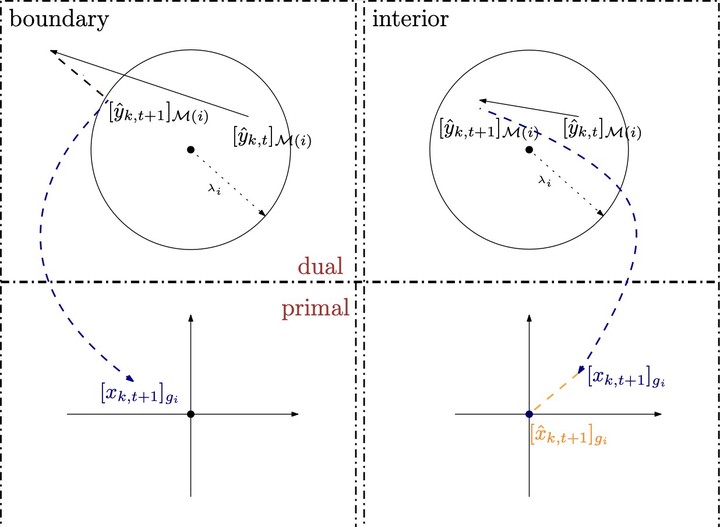 boundary
interior
[ŷ_{k,t+1}]_{ℳ(i)}
[ŷ_{k,t}]_{ℳ(i)}
λ_i
[ŷ_{k,t+1}]_{ℳ(i)}
[ŷ_{k,t}]_{ℳ(i)}
λ_i
dual
primal
[x_{k,t+1}]_{g_i}
[x_{k,t+1}]_{g_i}
[x̂_{k,t+1}]_{g_i}